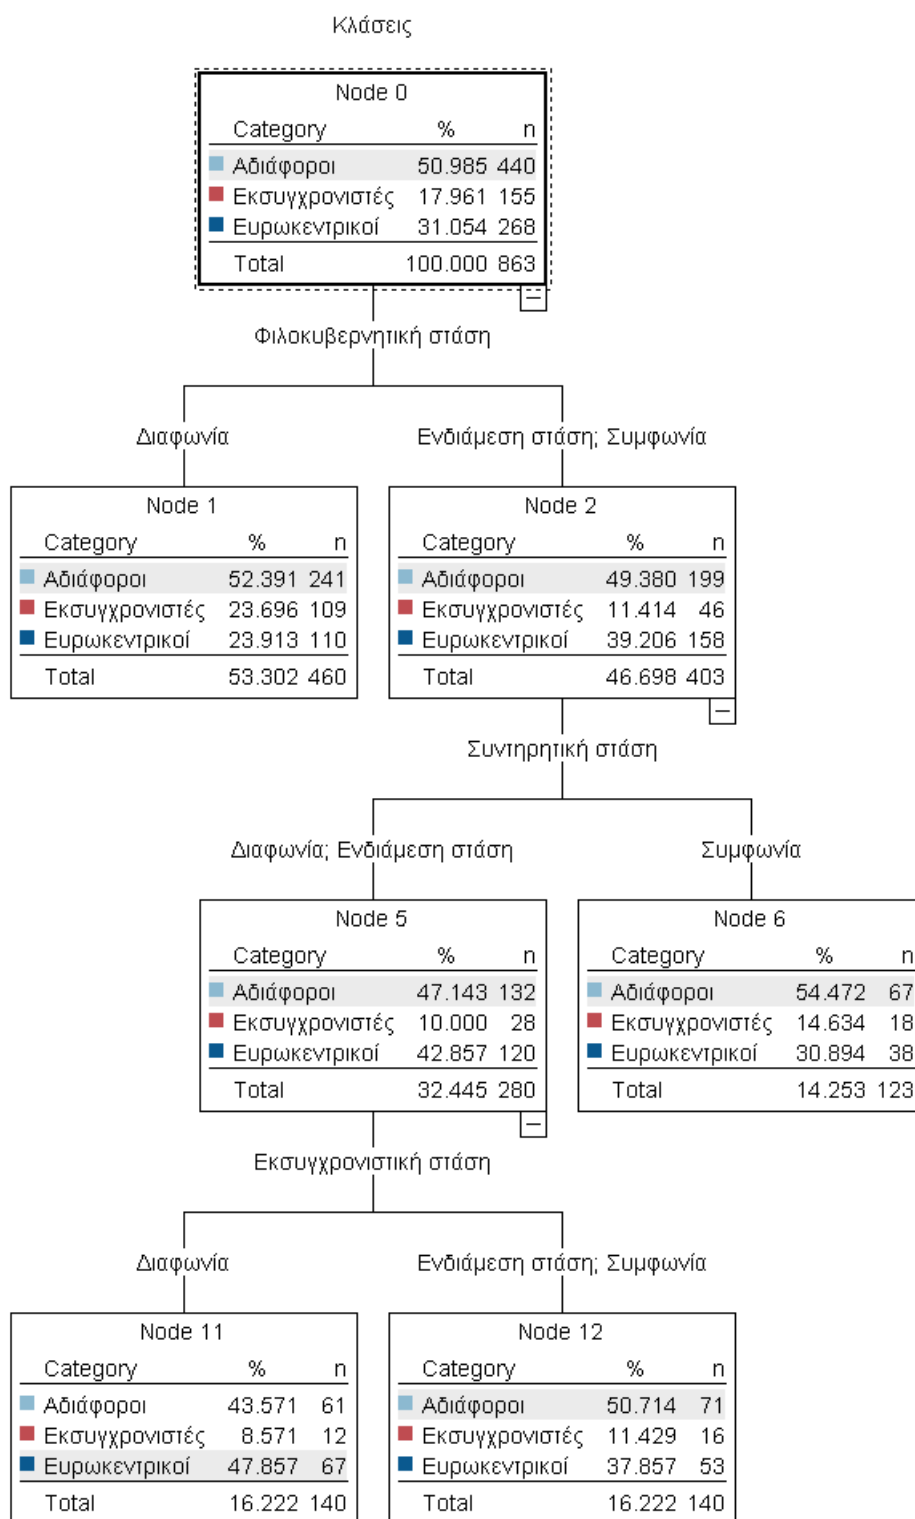 Κλάσεις
Node 0
Category % n
Αδιάφοροι 50.985 440
Εκσυγχρονιστές 17.961 155
Ευρωκεντρικοί 31.054 268
Total 100.000 863
Φιλοκυβερνητική στάση
Διαφωνία Ενδιάμεση στάση; Συμφωνία
Node 1
Category % n
Αδιάφοροι 52.391 241
Εκσυγχρονιστές 23.696 109
Ευρωκεντρικοί 23.913 110
Total 53.302 460
Node 2
Category % n
Αδιάφοροι 49.380 199
Εκσυγχρονιστές 11.414 46
Ευρωκεντρικοί 39.206 158
Total 46.698 403
Συντηρητική στάση
Διαφωνία; Ενδιάμεση στάση Συμφωνία
Node 5
Category % n
Αδιάφοροι 47.143 132
Εκσυγχρονιστές 10.000 28
Ευρωκεντρικοί 42.857 120
Total 32.445 280
Node 6
Category % n
Αδιάφοροι 54.472 67
Εκσυγχρονιστές 14.634 18
Ευρωκεντρικοί 30.894 38
Total 14.253 123
Εκσυγχρονιστική στάση
Διαφωνία Ενδιάμεση στάση; Συμφωνία
Node 11
Category % n
Αδιάφοροι 43.571 61
Εκσυγχρονιστές 8.571 12
Ευρωκεντρικοί 47.857 67
Total 16.222 140
Node 12
Category % n
Αδιάφοροι 50.714 71
Εκσυγχρονιστές 11.429 16
Ευρωκεντρικοί 37.857 53
Total 16.222 140